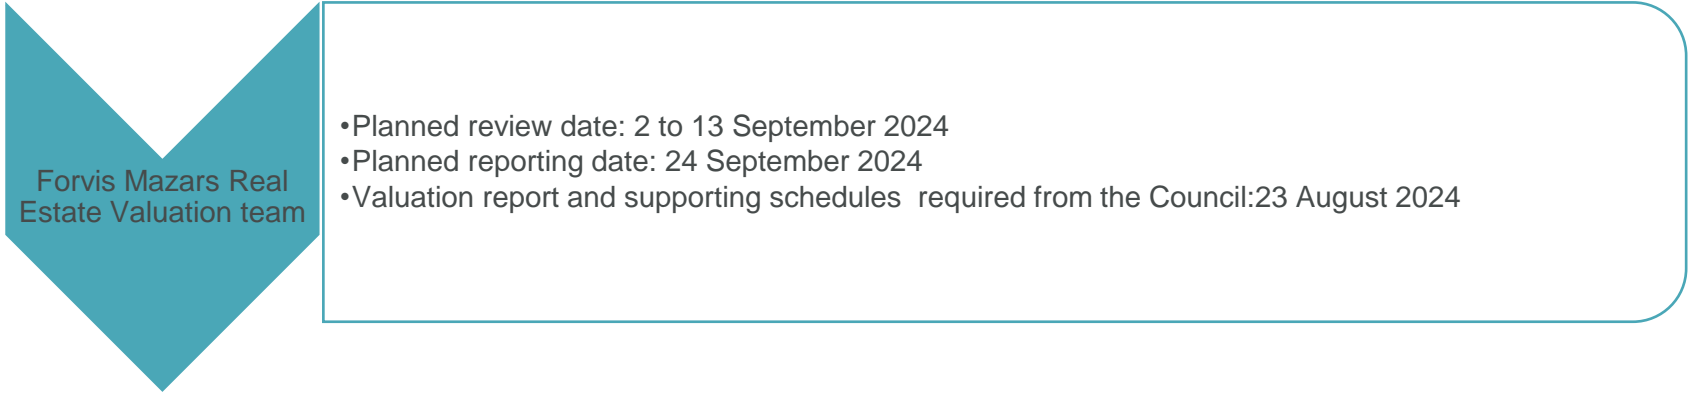 Forvis Mazars Real
Estate Valuation team
•Planned review date: 2 to 13 September 2024
•Planned reporting date: 24 September 2024
•Valuation report and supporting schedules  required from the Council:23 August 2024